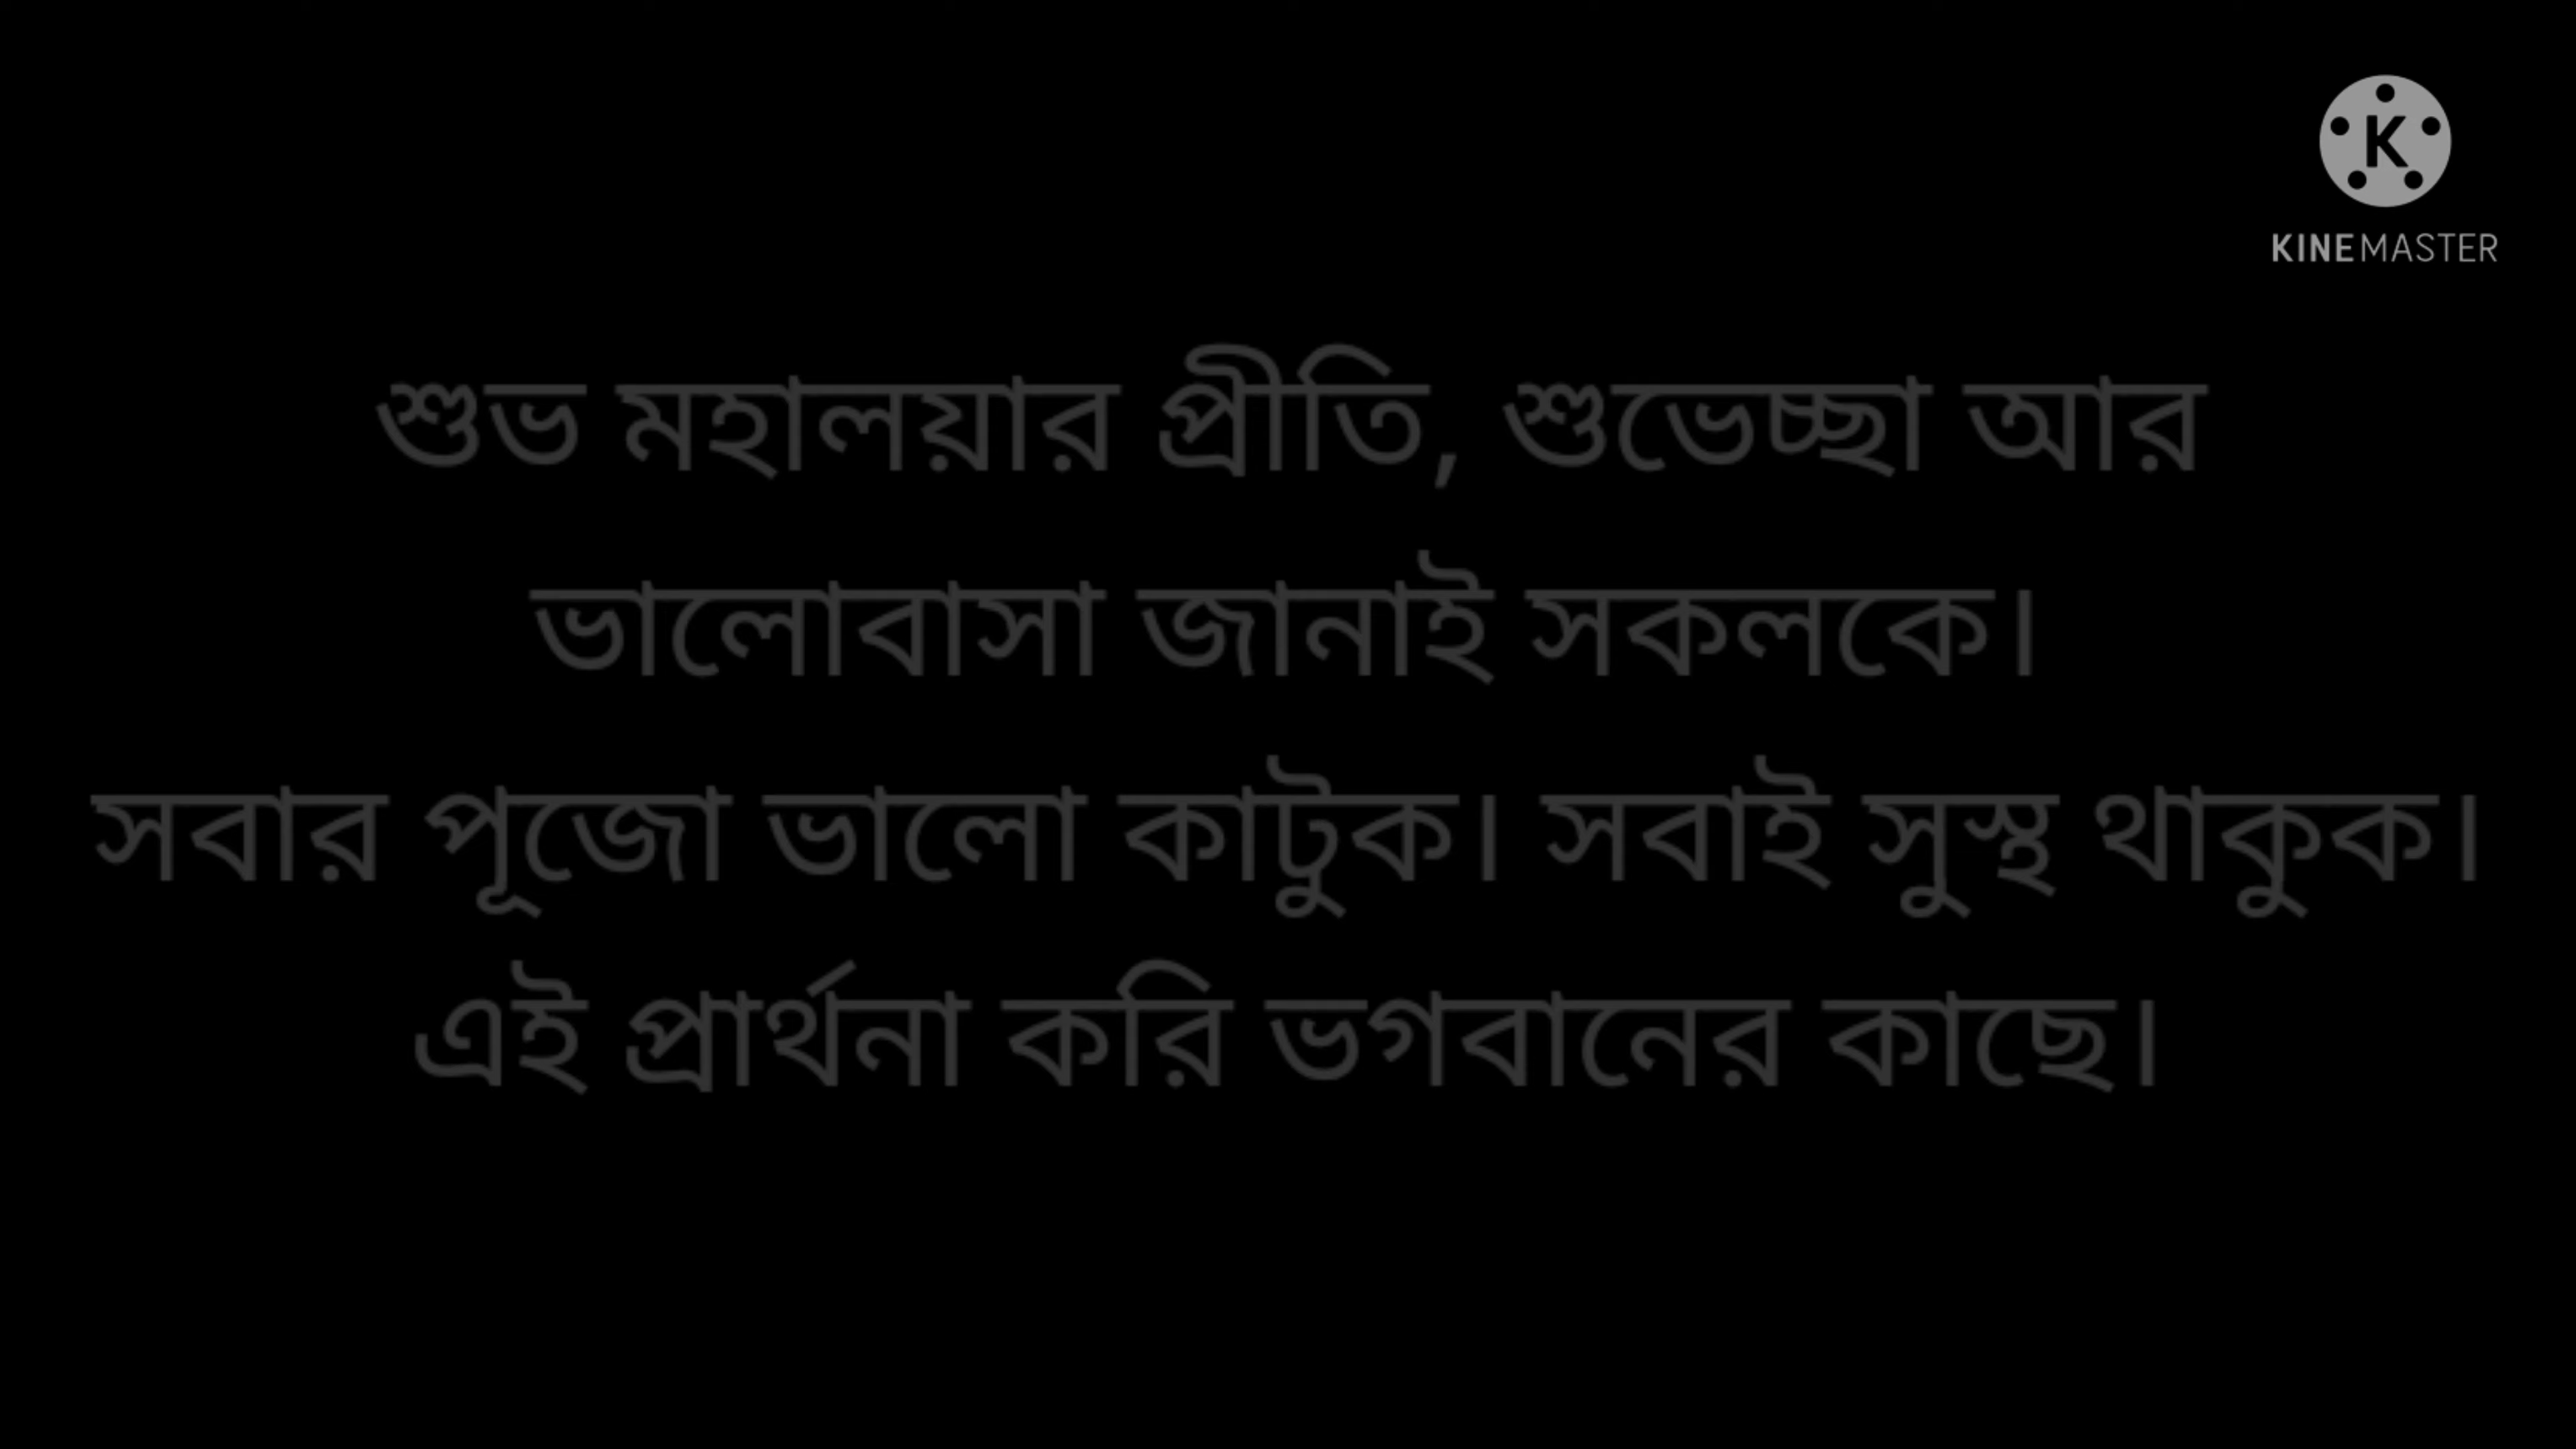 KINEMASTER
শুভ মহালয়ার প্রীতি, শুভেচ্ছা আর
ভালোবাসা জানাই সকলকে।
সবার পূজো ভালো কাটুক। সবাই সুস্থ থাকুক।
এই প্রার্থনা করি ভগবানের কাছে।